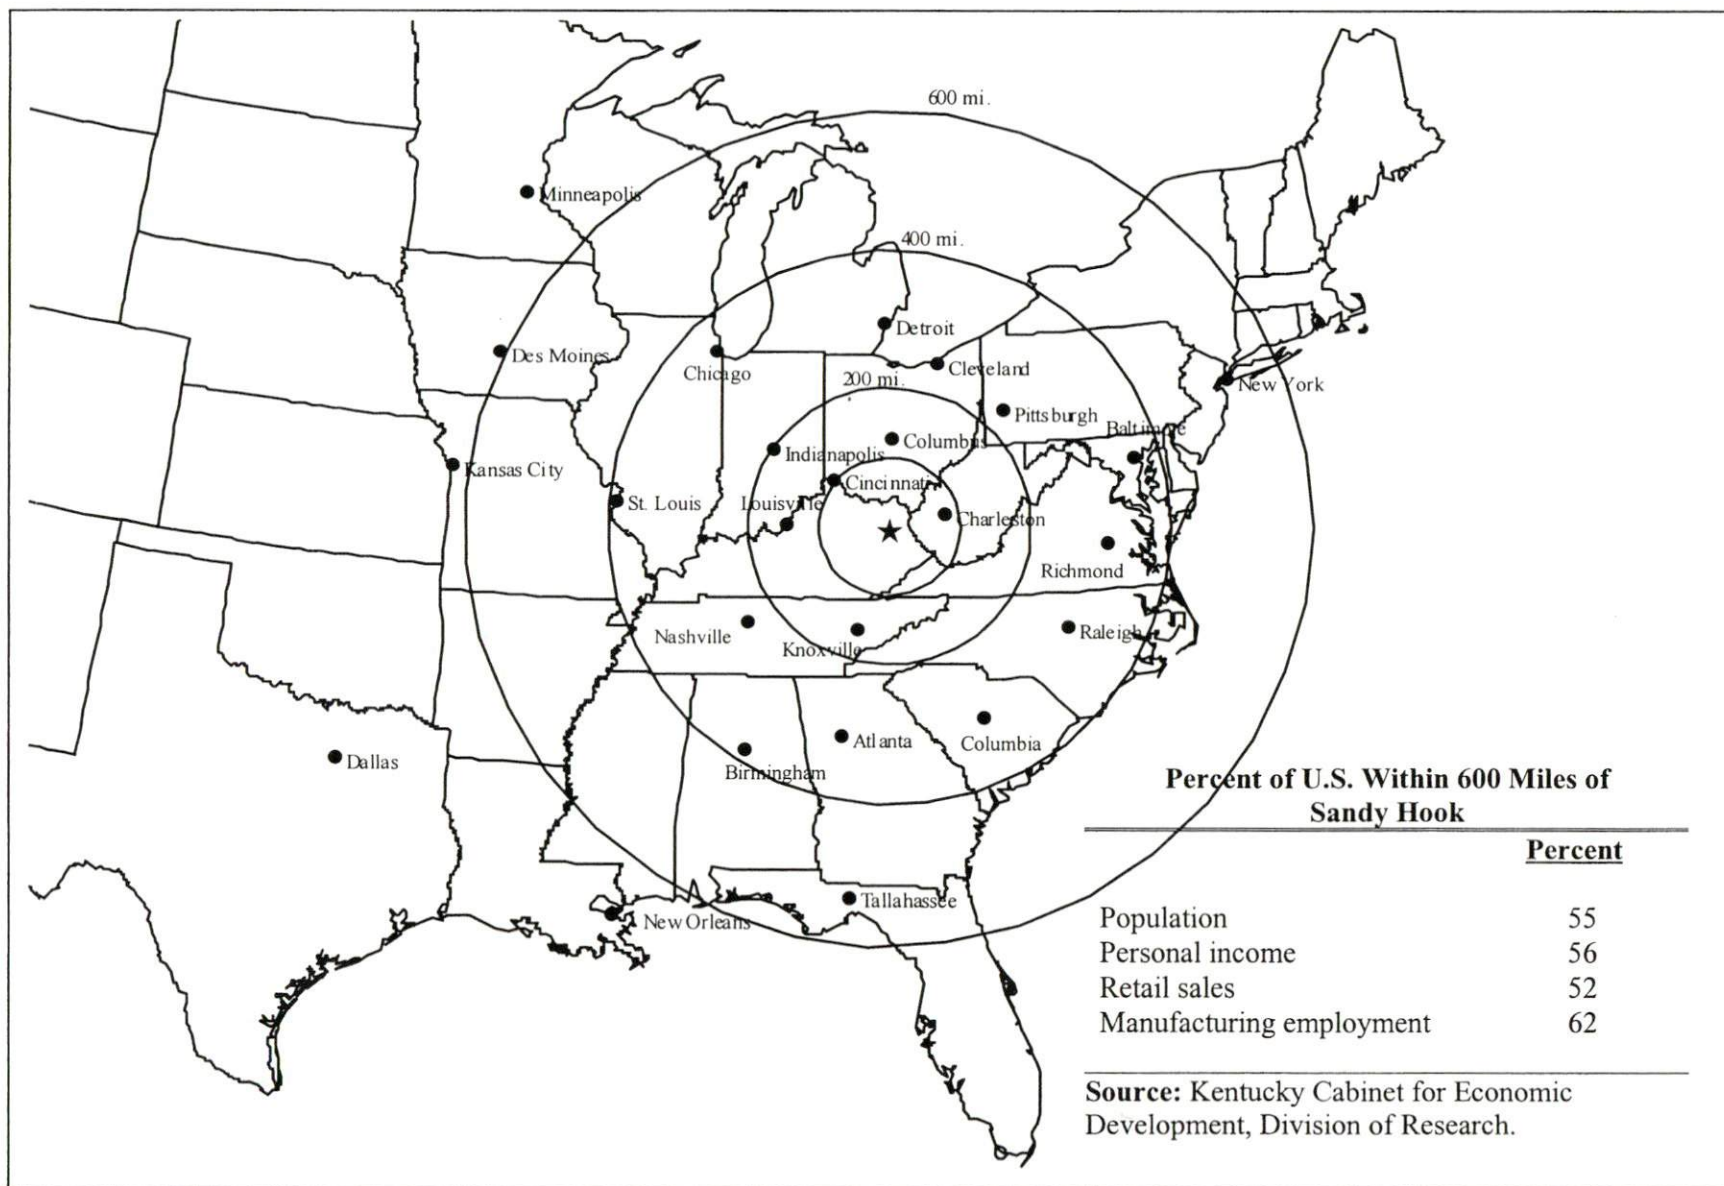 600 mi.
Minneapolis
400 mi.
Detroit
Des Moines
Chicago
Cleveland
200 mi.
New York
Pittsburgh
Baltimore
Columbus
Indianapolis
Kansas City
Cincinnati
St. Louis
Louisville
Charleston
Richmond
Nashville
Knoxville
Raleigh
Atlanta
Columbia
Dallas
Birmingham
Tallahassee
New Orleans
Percent of U.S. Within 600 Miles of
Sandy Hook
Percent
Population 55
Personal income 56
Retail sales 52
Manufacturing employment 62
Source: Kentucky Cabinet for Economic
Development, Division of Research.